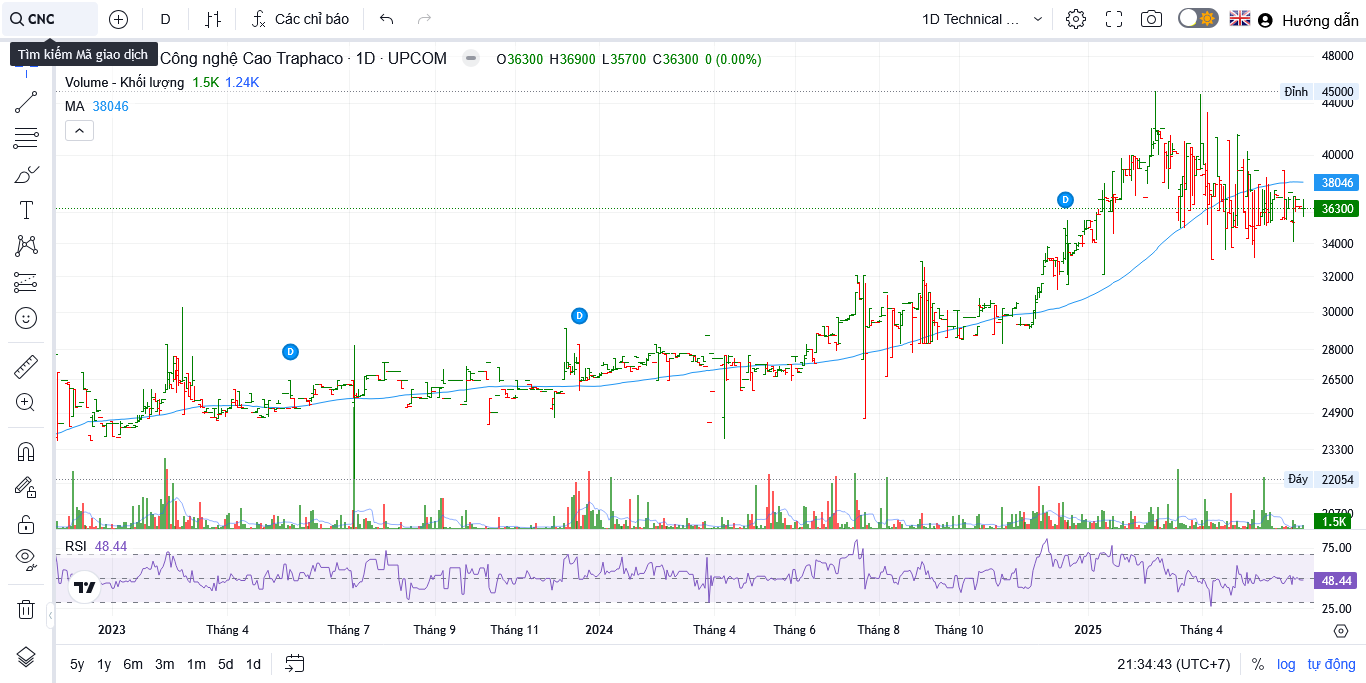 CNC
D
Các chỉ báo
1D Technical ...
Hướng dẫn
Tìm kiếm Mã giao dịch
Công nghệ Cao Traphaco · 1D · UPCOM
O36300 H36900 L35700 C36300 0 (0.00%)
Volume - Khối lượng 1.5K 1.24K
MA 38046
48000
Đỉnh 45000
44000
40000
38046
36300
34000
32000
30000
28000
26500
24900
23300
Đáy 22054
20700
1.5K
D
D
D
RSI 48.44
75.00
48.44
25.00
2023 Tháng 4 Tháng 7 Tháng 9 Tháng 11 2024 Tháng 4 Tháng 6 Tháng 8 Tháng 10 2025 Tháng 4
5y 1y 6m 3m 1m 5d 1d
21:34:43 (UTC+7) % log tự động